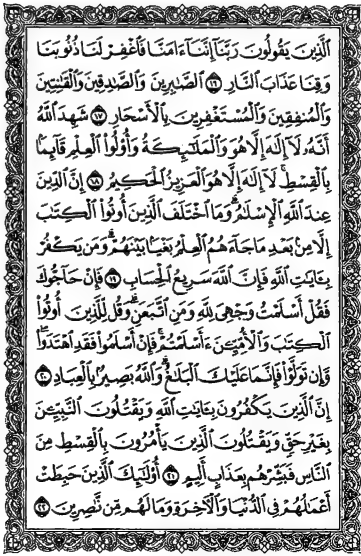 ٱلَّذِينَ يَقُولُونَ رَبَّنَآ إِنَّنَآ ءَامَنَّا فَٱغْفِرْ لَنَا ذُنُوبَنَا
وَقِنَا عَذَابَ ٱلنَّارِ ١٦ ٱلصَّٰبِرِينَ وَٱلصَّٰدِقِينَ وَٱلْقَٰنِتِينَ
وَٱلْمُنفِقِينَ وَٱلْمُسْتَغْفِرِينَ بِٱلْأَسْحَارِ ١٧ شَهِدَ ٱللَّهُ
أَنَّهُۥ لَآ إِلَٰهَ إِلَّا هُوَ وَٱلْمَلَٰٓئِكَةُ وَأُو۟لُوا۟ ٱلْعِلْمِ قَآئِمًۢا
بِٱلْقِسْطِ ۚ لَآ إِلَٰهَ إِلَّا هُوَ ٱلْعَزِيزُ ٱلْحَكِيمُ ١٨ إِنَّ ٱلدِّينَ
عِندَ ٱللَّهِ ٱلْإِسْلَٰمُ ۗ وَمَا ٱخْتَلَفَ ٱلَّذِينَ أُوتُوا۟ ٱلْكِتَٰبَ
إِلَّا مِنۢ بَعْدِ مَا جَآءَهُمُ ٱلْعِلْمُ بَغْيًۢا بَيْنَهُمْ ۗ وَمَن يَكْفُرْ
بِـَٔايَٰتِ ٱللَّهِ فَإِنَّ ٱللَّهَ سَرِيعُ ٱلْحِسَابِ ١٩ فَإِنْ حَآجُّوكَ
فَقُلْ أَسْلَمْتُ وَجْهِىَ لِلَّهِ وَمَنِ ٱتَّبَعَنِ ۗ وَقُل لِّلَّذِينَ أُوتُوا۟
ٱلْكِتَٰبَ وَٱلْأُمِّيِّـۧنَ ءَأَسْلَمْتُمْ ۚ فَإِنْ أَسْلَمُوا۟ فَقَدِ ٱهْتَدَوا۟ ۖ
وَّإِن تَوَلَّوْا۟ فَإِنَّمَا عَلَيْكَ ٱلْبَلَٰغُ ۗ وَٱللَّهُ بَصِيرٌۢ بِٱلْعِبَادِ ٢٠
إِنَّ ٱلَّذِينَ يَكْفُرُونَ بِـَٔايَٰتِ ٱللَّهِ وَيَقْتُلُونَ ٱلنَّبِيِّـۧنَ
بِغَيْرِ حَقٍّ وَيَقْتُلُونَ ٱلَّذِينَ يَأْمُرُونَ بِٱلْقِسْطِ مِنَ
ٱلنَّاسِ فَبَشِّرْهُم بِعَذَابٍ أَلِيمٍ ٢١ أُو۟لَٰٓئِكَ ٱلَّذِينَ حَبِطَتْ
أَعْمَٰلُهُمْ فِى ٱلدُّنْيَا وَٱلْءَاخِرَةِ وَمَا لَهُم مِّن نَّٰصِرِينَ ٢٢